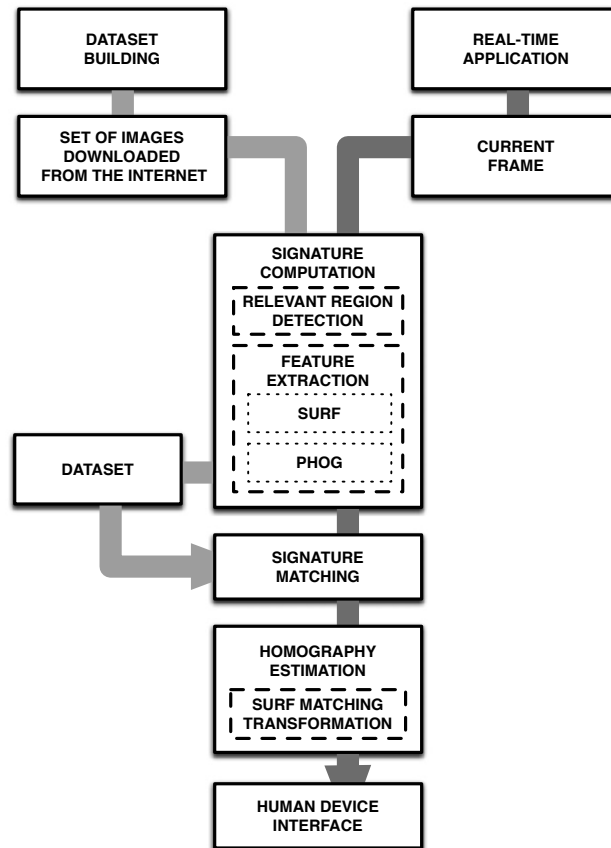 DATASET
BUILDING
REAL-TIME
APPLICATION
SET OF IMAGES
DOWNLOADED
FROM THE INTERNET
CURRENT
FRAME
SIGNATURE
COMPUTATION
RELEVANT REGION
DETECTION
FEATURE
EXTRACTION
SURF
PHOG
DATASET
SIGNATURE
MATCHING
HOMOGRAPHY
ESTIMATION
SURF MATCHING
TRANSFORMATION
HUMAN DEVICE
INTERFACE